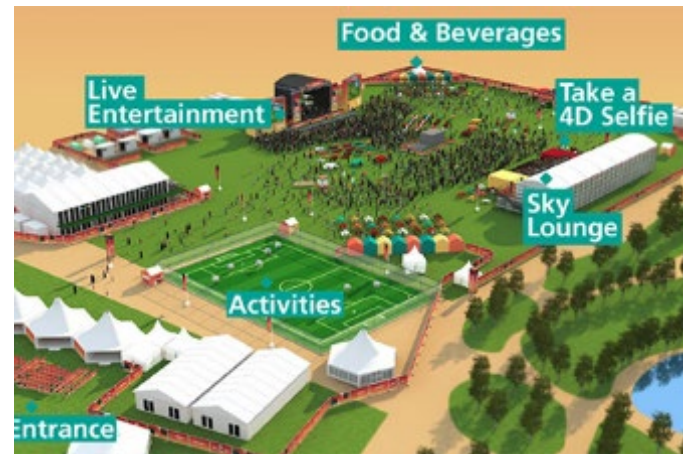 Food & Beverages
Live
Entertainment
Take a
4D Selfie
Sky
Lounge
Activities
Entrance